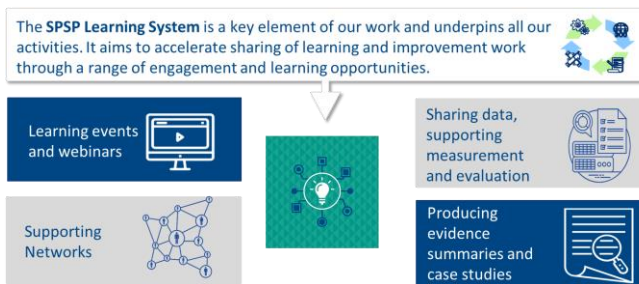 The SPSP Learning System is a key element of our work and underpins all our
activities. It aims to accelerate sharing of learning and improvement work
through a range of engagement and learning opportunities.
Learning events
and webinars
Sharing data,
supporting
measurement
and evaluation
Supporting
Networks
Producing
evidence
summaries and
case studies